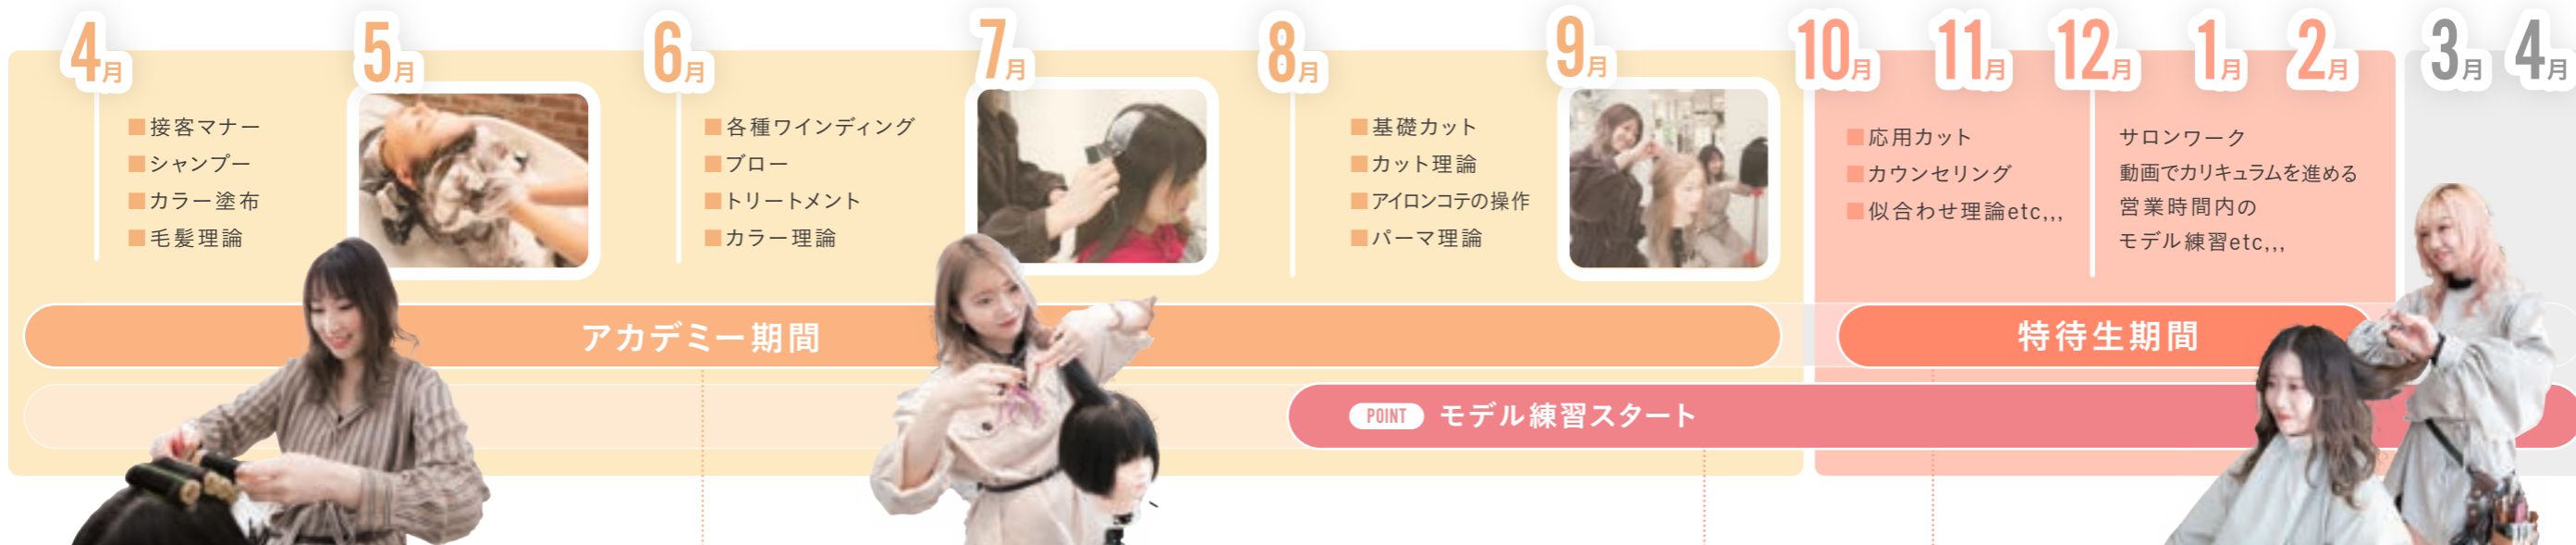 4月
5月
6月
7月
8月
9月
10月
11月
12月
1月
2月
3月
4月
■接客マナー
■シャンプー
■カラー塗布
■毛髪理論
■各種ワインディング
■ブロー
■トリートメント
■カラー理論
■基礎カット
■カット理論
■アイロンコテの操作
■パーマ理論
■応用カット
■カウンセリング
■似合わせ理論etc,,,
サロンワーク
動画でカリキュラムを進める
営業時間内の
モデル練習etc,,,
アカデミー期間
特待生期間
POINT モデル練習スタート